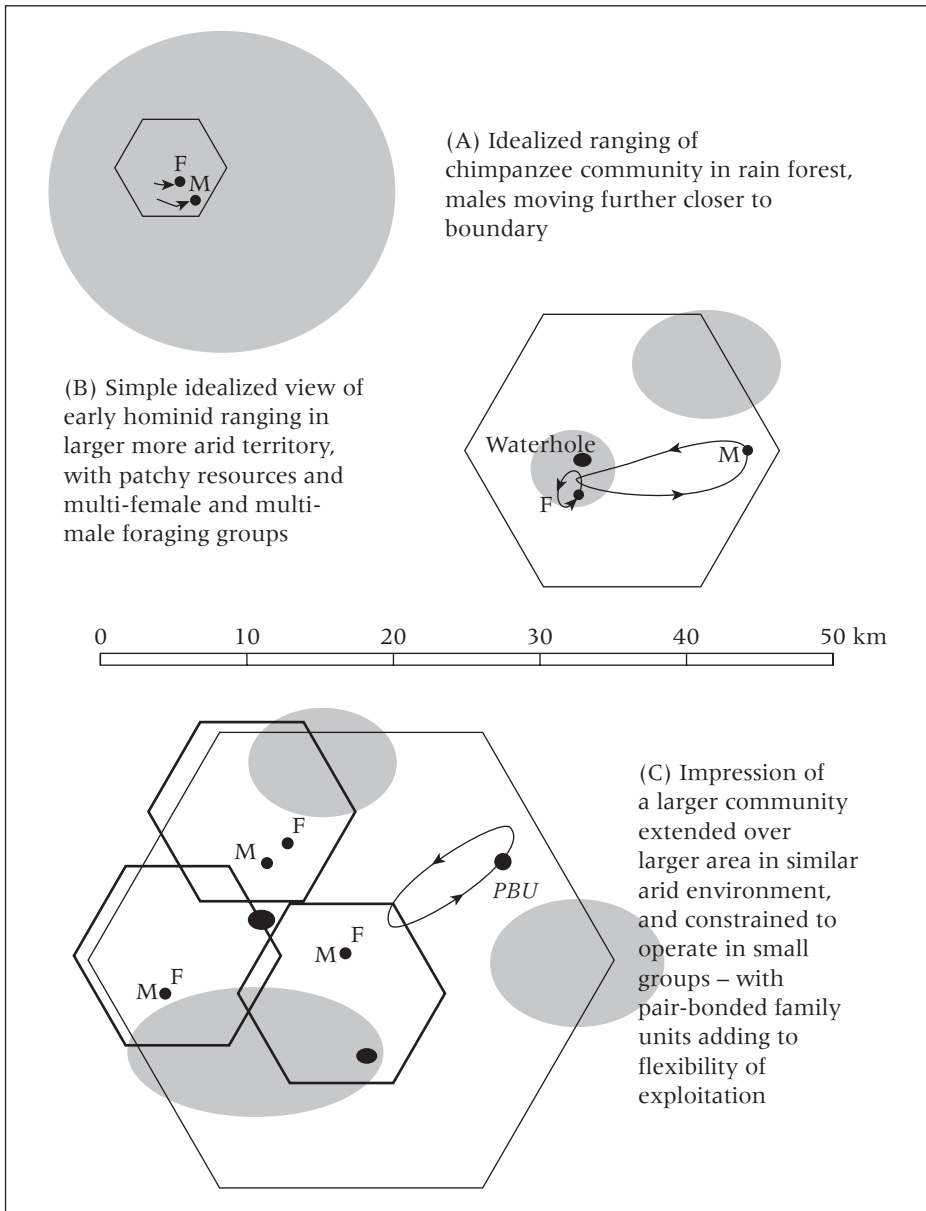 F
M
(A) Idealized ranging of
chimpanzee community in rain forest,
males moving further closer to
boundary
(B) Simple idealized view of
early hominid ranging in
larger more arid territory,
with patchy resources and
multi-female and multi-
male foraging groups
Waterhole
M
F
0 10 20 30 40 50 km
F
M
PBU
F
M
F
M
(C) Impression of
a larger community
extended over
larger area in similar
arid environment,
and constrained to
operate in small
groups – with
pair-bonded family
units adding to
flexibility of
exploitation